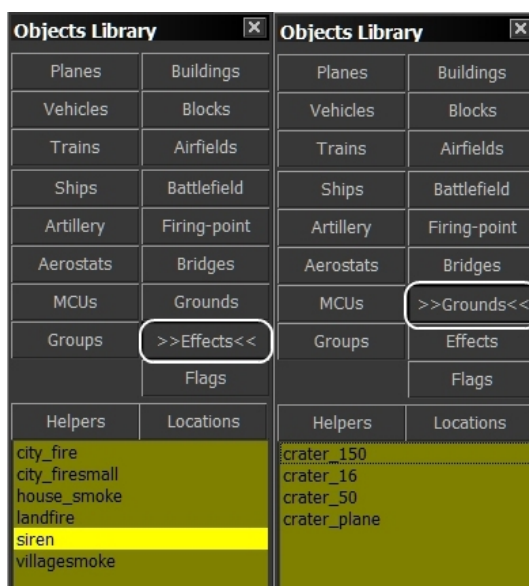 Objects Library
Planes Buildings
Vehicles Blocks
Trains Airfields
Ships Battlefield
Artillery Firing-point
Aerostats Bridges
MCUs Grounds
Groups >>Effects<<
Flags
Helpers Locations
city_fire
city_firesmall
house_smoke
landfire
siren
villagesmoke
Objects Library
Planes Buildings
Vehicles Blocks
Trains Airfields
Ships Battlefield
Artillery Firing-point
Aerostats Bridges
MCUs >>Grounds<<
Groups Effects
Flags
Helpers Locations
crater_150
crater_16
crater_50
crater_plane